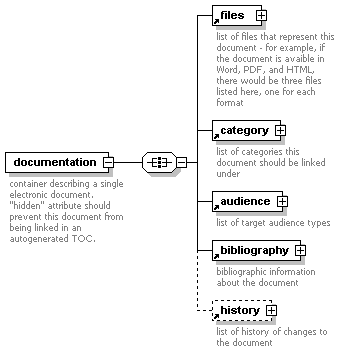 files
list of files that represent this
document - for example, if
the document is avaible in
Word, PDF, and HTML,
there would be three files
listed here, one for each
format
category
list of categories this
document should be linked
under
documentation
container describing a single
electronic document.
"hidden" attribute should
prevent this document from
being linked in an
autogenerated TOC.
audience
list of target audience types
bibliography
bibliographic information
about the document
history
list of history of changes to
the document